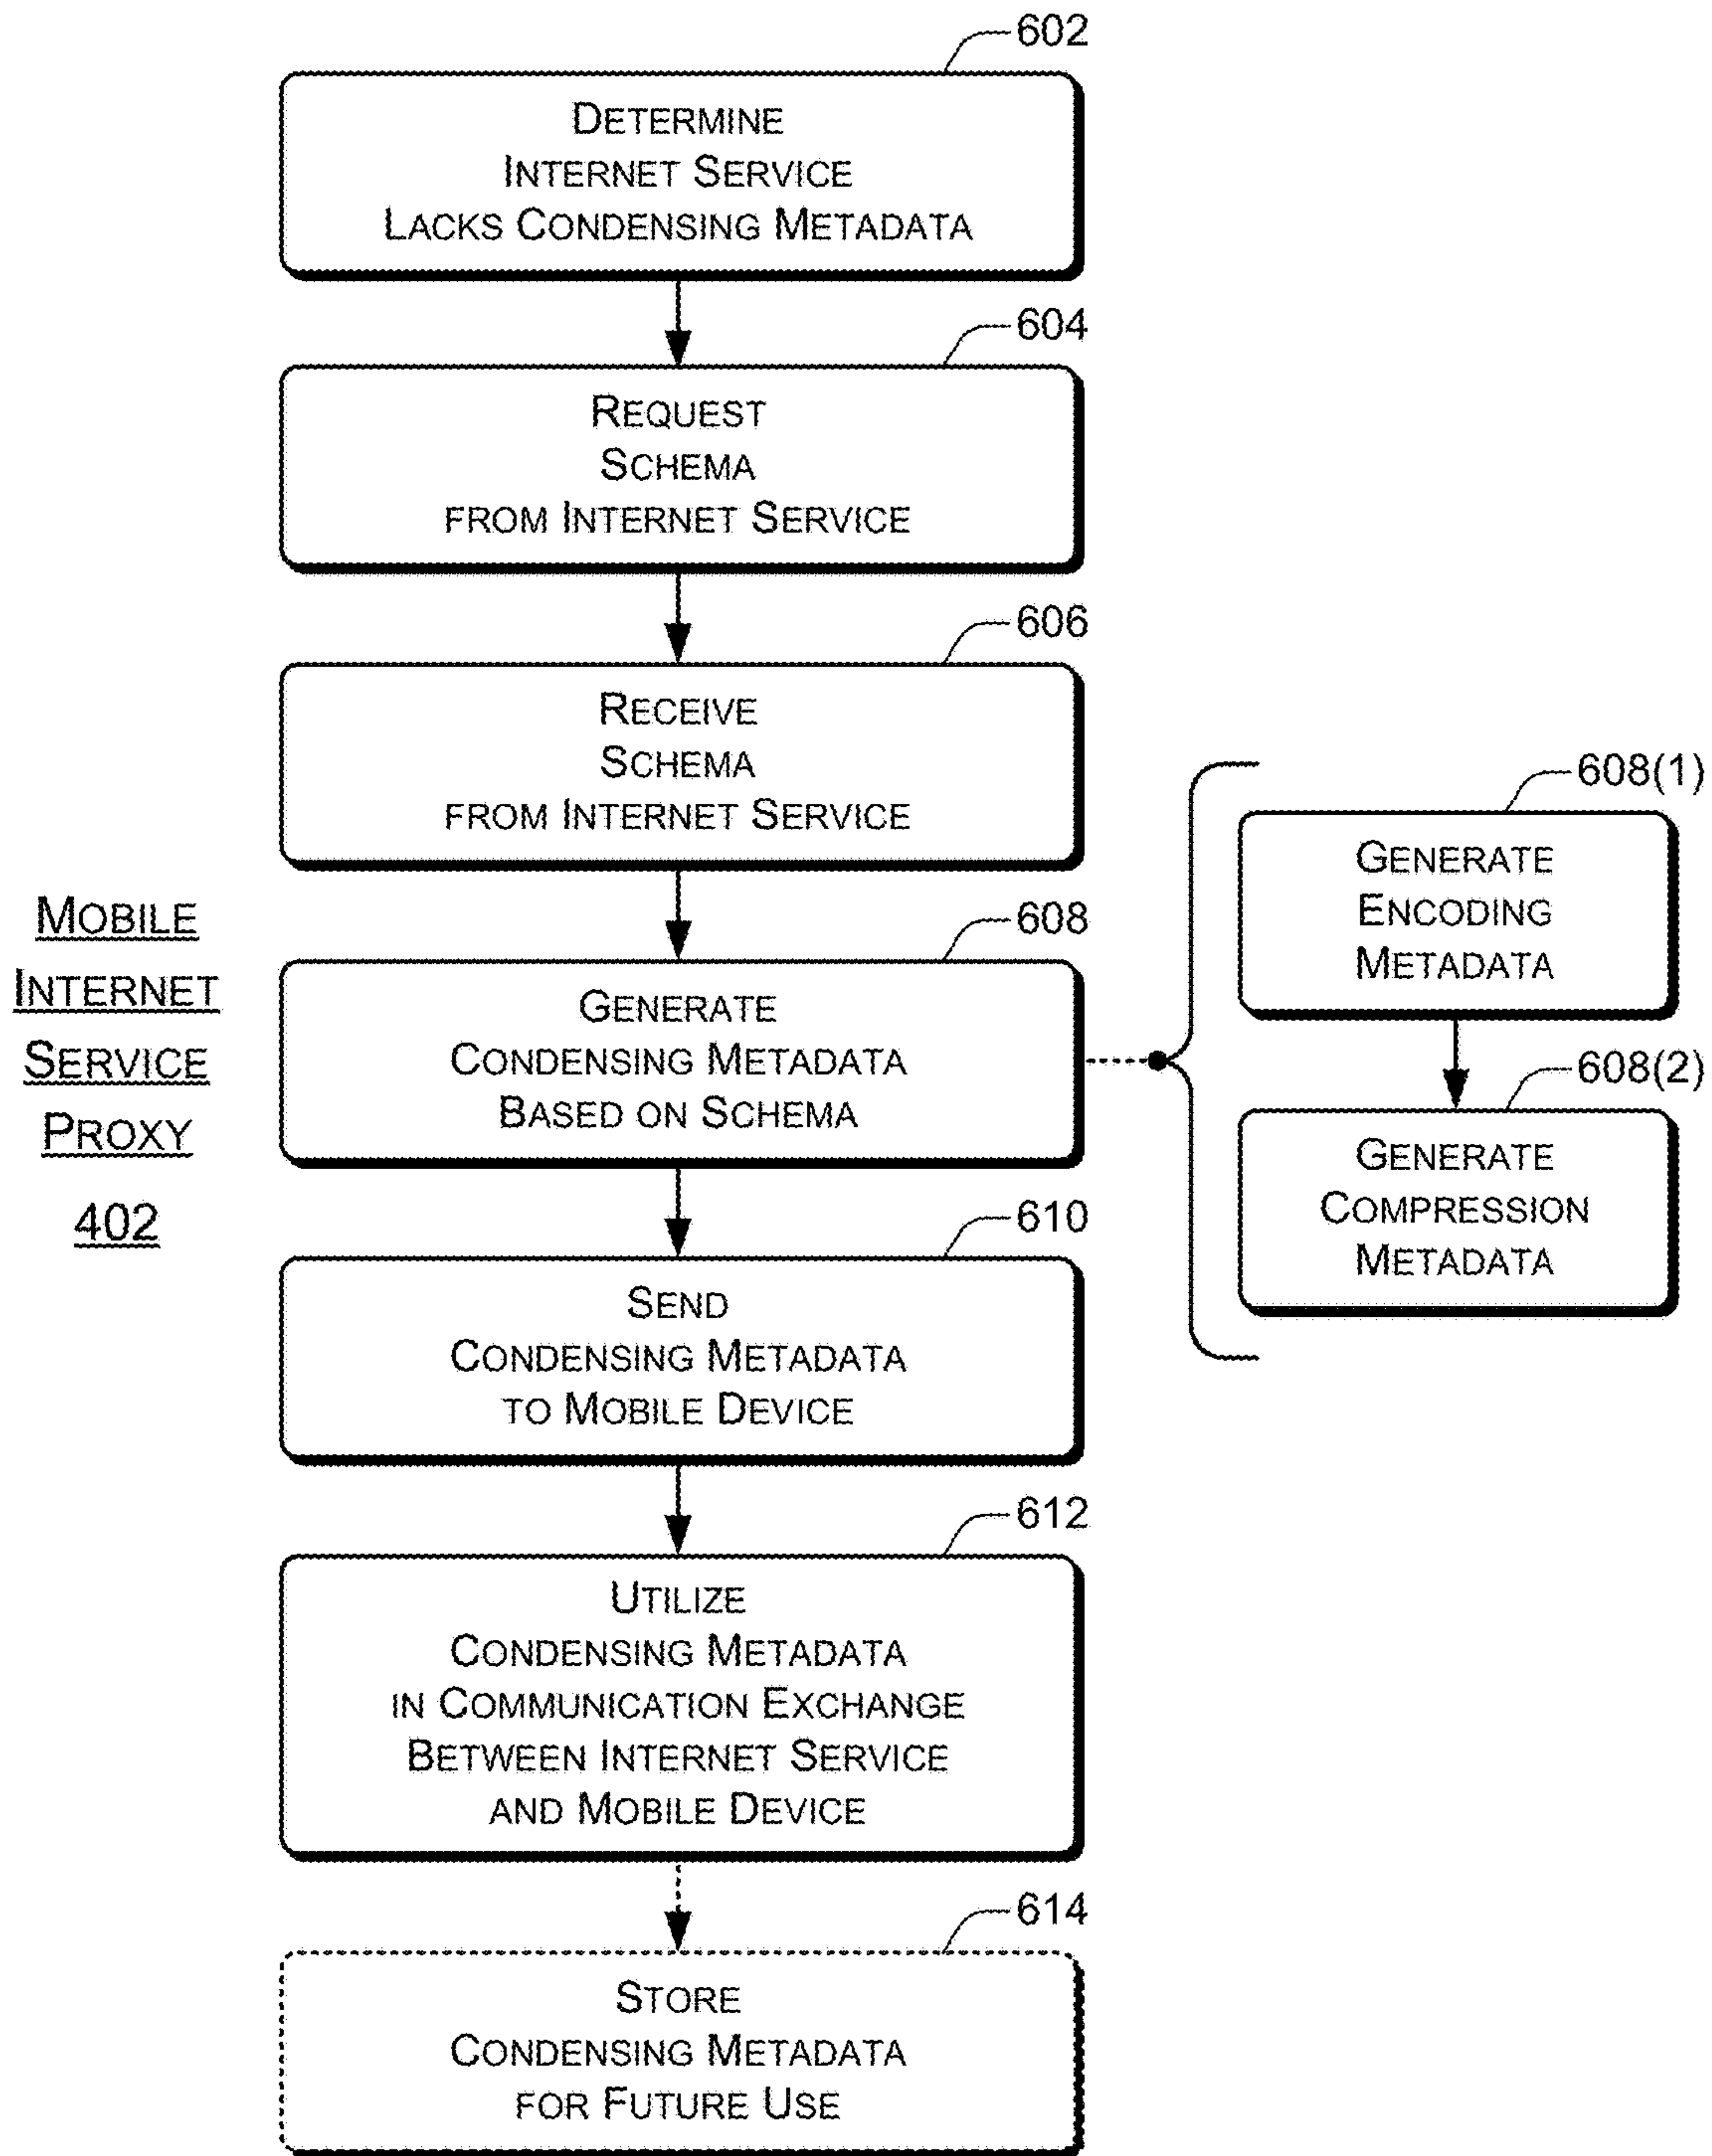 602
DETERMINE
INTERNET SERVICE
LACKS CONDENSING METADATA
604
REQUEST
SCHEMA
FROM INTERNET SERVICE
606
RECEIVE
SCHEMA
FROM INTERNET SERVICE
MOBILE
INTERNET
SERVICE
PROXY
402
608
GENERATE
CONDENSING METADATA
BASED ON SCHEMA
608(1)
GENERATE
ENCODING
METADATA
608(2)
GENERATE
COMPRESSION
METADATA
610
SEND
CONDENSING METADATA
TO MOBILE DEVICE
612
UTILIZE
CONDENSING METADATA
IN COMMUNICATION EXCHANGE
BETWEEN INTERNET SERVICE
AND MOBILE DEVICE
614
STORE
CONDENSING METADATA
FOR FUTURE USE